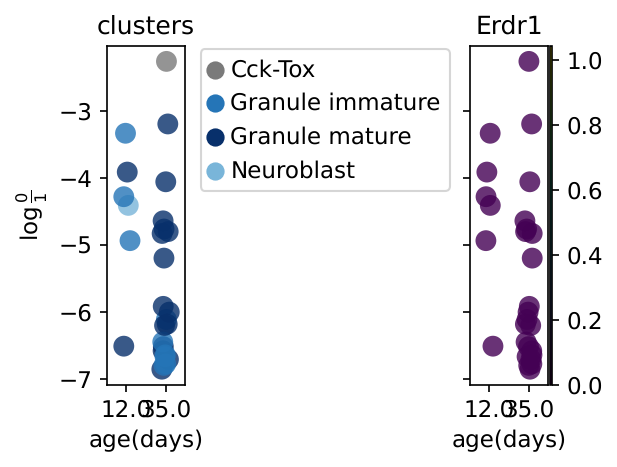 clusters
Erdr1
Cck-Tox
Granule immature
Granule mature
Neuroblast
−3
−4
−5
−6
−7
log 0/1
12.0 35.0
age(days)
1.0
0.8
0.6
0.4
0.2
0.0
12.0 35.0
age(days)